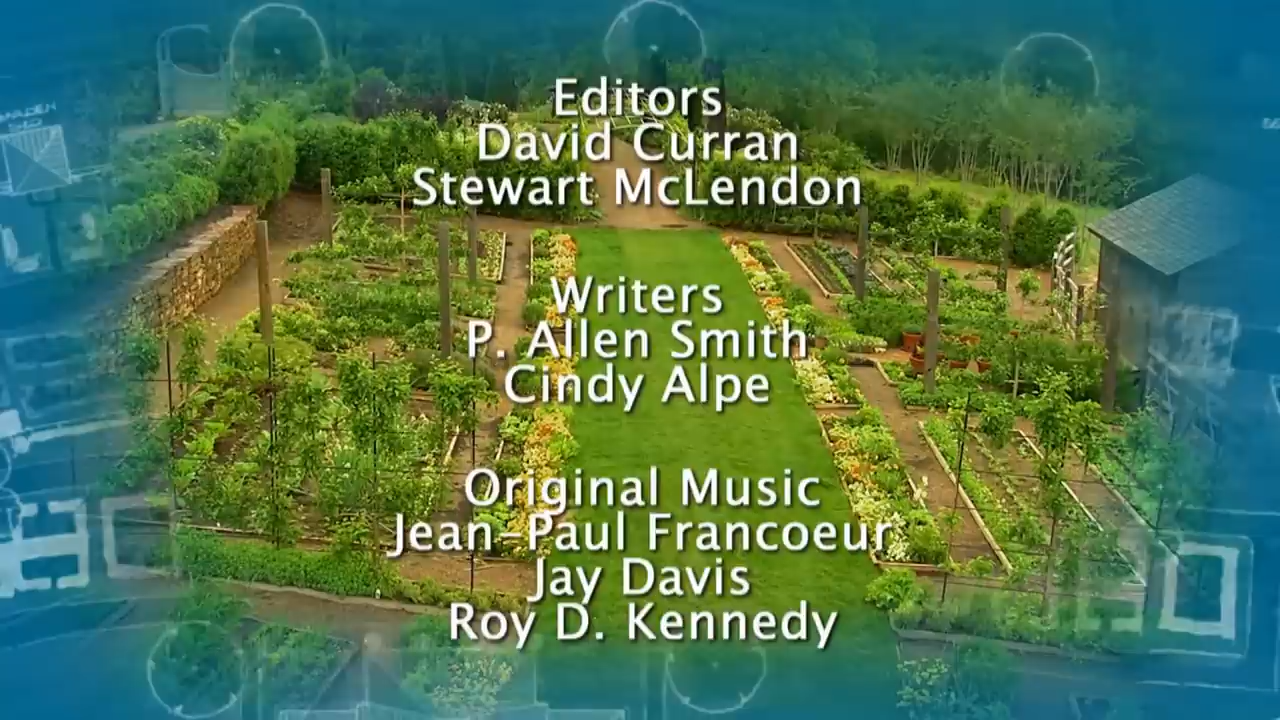 Editors
David Curran
Stewart McLendon
Writers
P. Allen Smith
Cindy Alpe
Original Music
Jean-Paul Francoeur
Jay Davis
Roy D. Kennedy